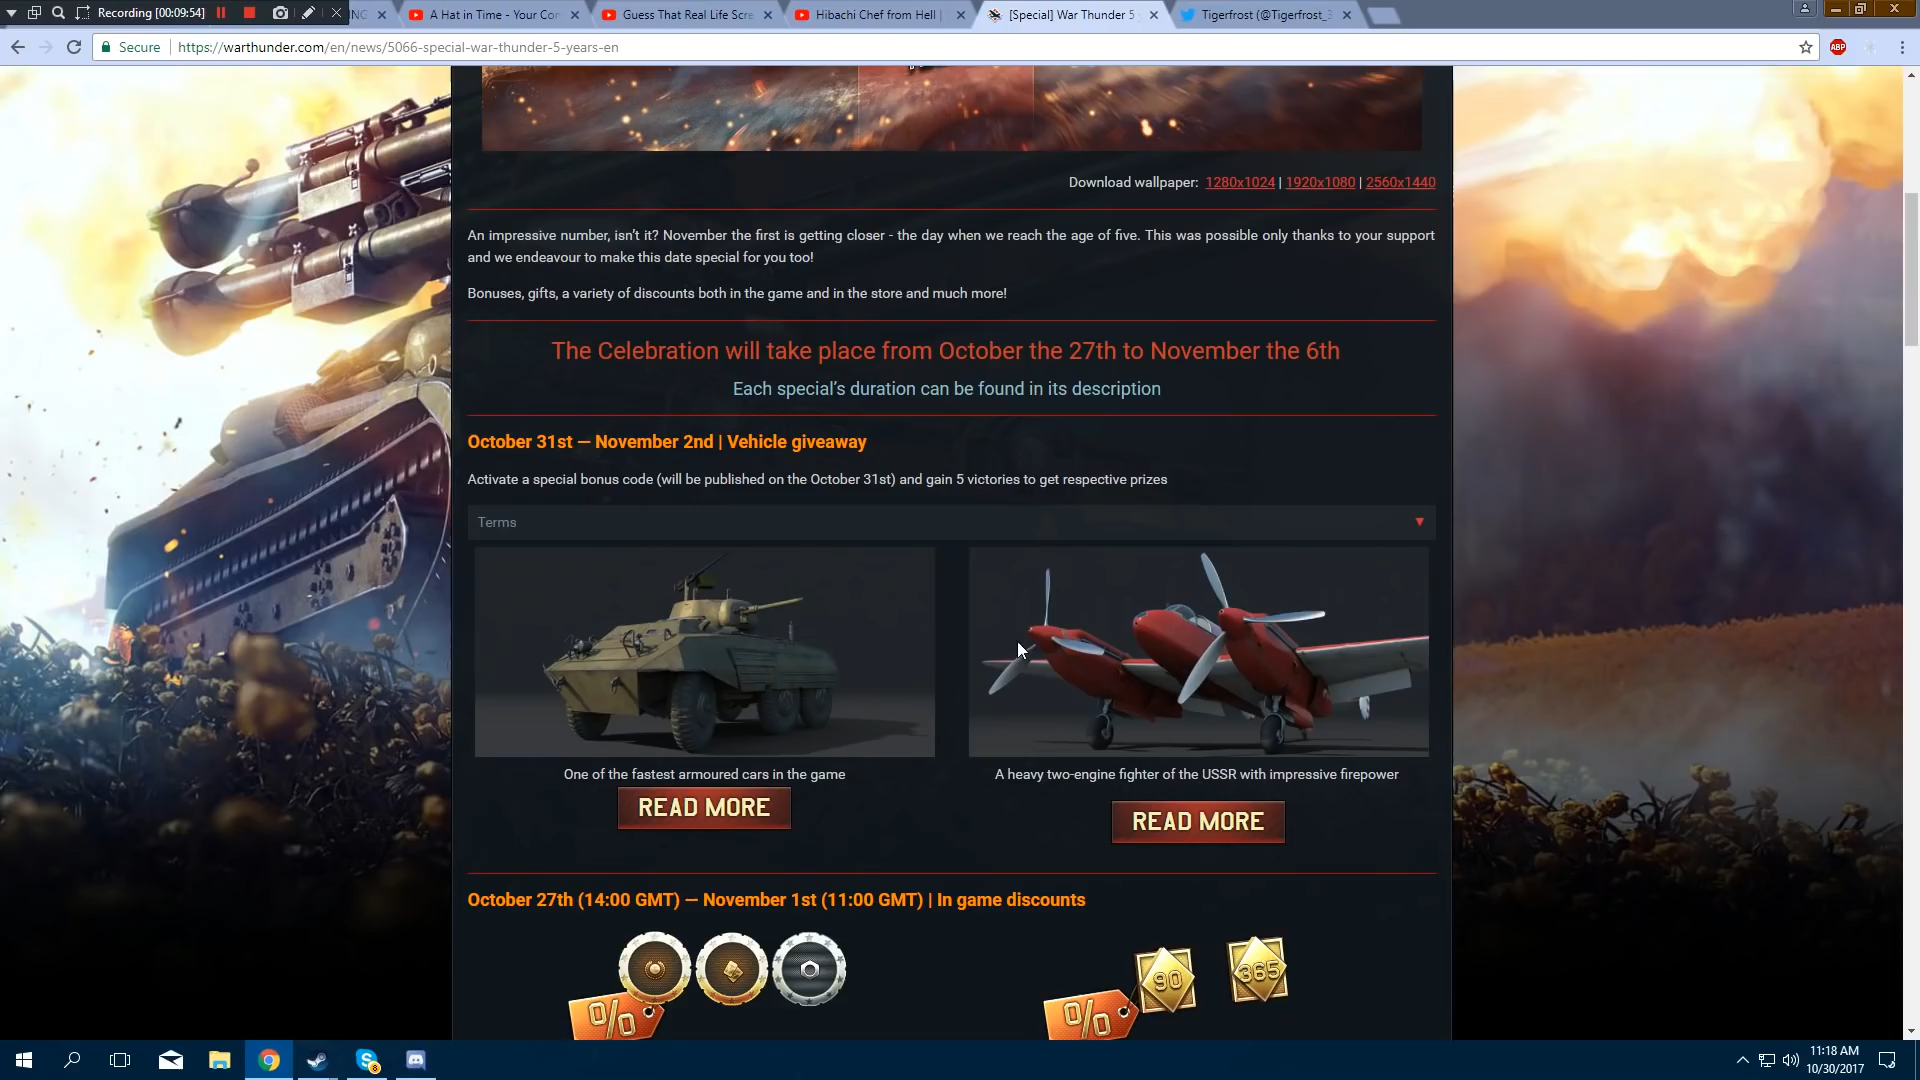 Recording [00:09:54]
A Hat in Time - Your Con
Guess That Real Life Scre
Hibachi Chef from Hell |
[Special] War Thunder 5
Tigerfrost (@Tigerfrost_
Secure | https://warthunder.com/en/news/5066-special-war-thunder-5-years-en
ABP
Download wallpaper: 1280x1024 | 1920x1080 | 2560x1440
An impressive number, isn’t it? November the first is getting closer - the day when we reach the age of five. This was possible only thanks to your support
and we endeavour to make this date special for you too!
Bonuses, gifts, a variety of discounts both in the game and in the store and much more!
The Celebration will take place from October the 27th to November the 6th
Each special’s duration can be found in its description
October 31st — November 2nd | Vehicle giveaway
Activate a special bonus code (will be published on the October 31st) and gain 5 victories to get respective prizes
Terms
One of the fastest armoured cars in the game
READ MORE
A heavy two-engine fighter of the USSR with impressive firepower
READ MORE
October 27th (14:00 GMT) — November 1st (11:00 GMT) | In game discounts
%
%
90
365
8
11:18 AM
10/30/2017